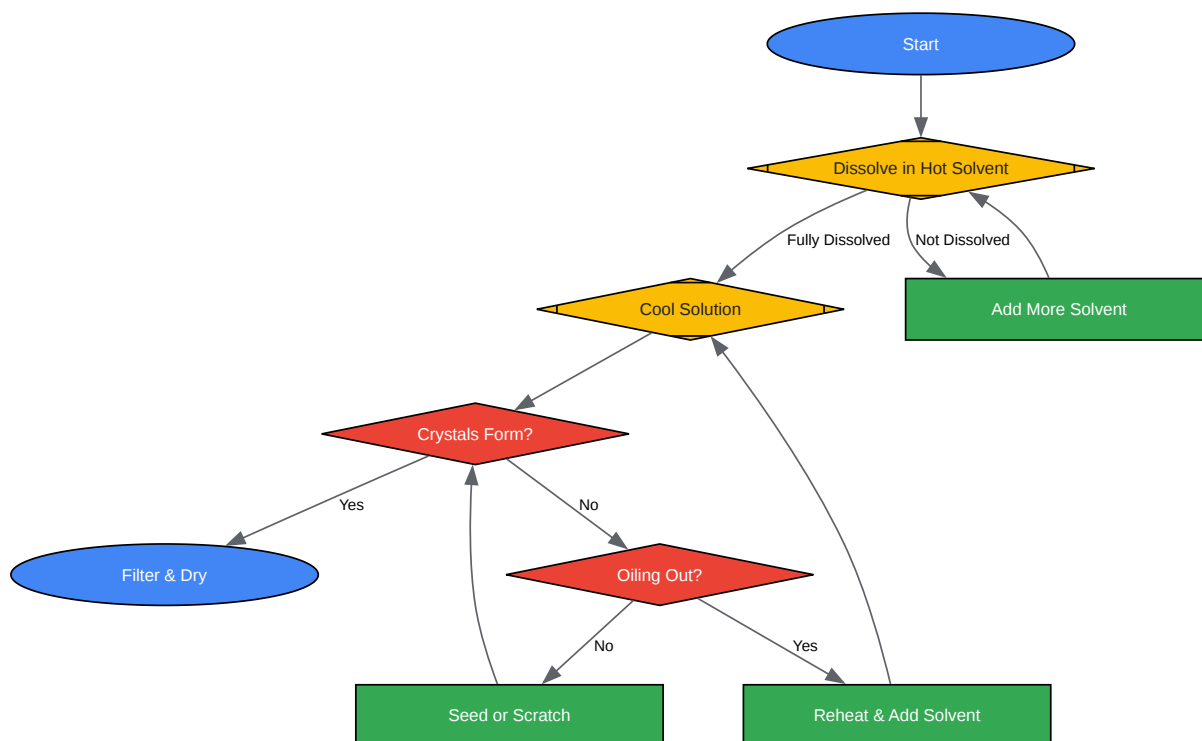 Start
Dissolve in Hot Solvent
Fully Dissolved
Not Dissolved
Cool Solution
Add More Solvent
Crystals Form?
Yes
No
Filter & Dry
Oiling Out?
No
Yes
Seed or Scratch
Reheat & Add Solvent